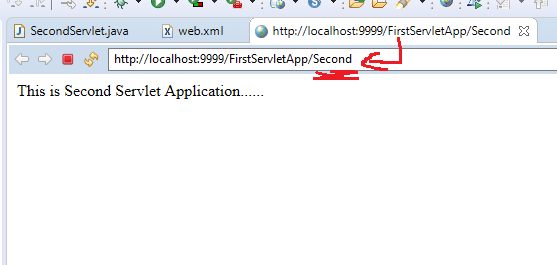 SecondServlet.java web.xml http://localhost:9999/FirstServletApp/Second
http://localhost:9999/FirstServletApp/Second
This is Second Servlet Application......